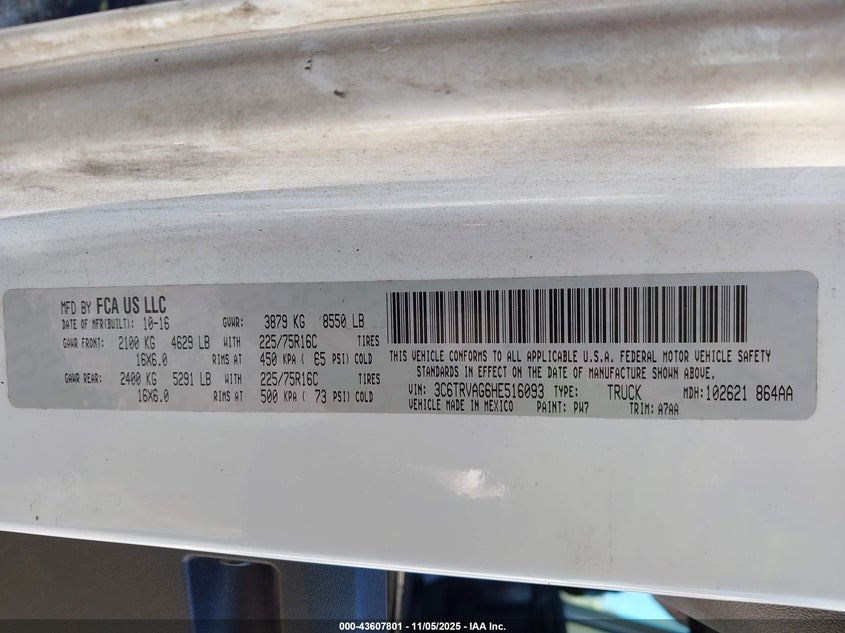 MFD BY FCA US LLC
DATE OF MFR(BUILT): 10-16 GVWR: 3879 KG 8550 LB
GAWR FRONT: 2100 KG 4629 LB WITH 225/75R16C TIRES
16X6.0 RIMS AT 450 KPA ( 65 PSI) COLD
GAWR REAR: 2400 KG 5291 LB WITH 225/75R16C TIRES
16X6.0 RIMS AT 500 KPA ( 73 PSI) COLD
THIS VEHICLE CONFORMS TO ALL APPLICABLE U.S.A. FEDERAL MOTOR VEHICLE SAFETY
STANDARDS IN EFFECT ON THE DATE OF MANUFACTURE SHOWN ABOVE.
VIN: 3C6TRVAG6HE516093 TYPE: TRUCK MDH: 102621 864AA
VEHICLE MADE IN MEXICO PAINT: PW7 TRIM: A7AA
000-43607801 - 11/05/2025 - IAA Inc.